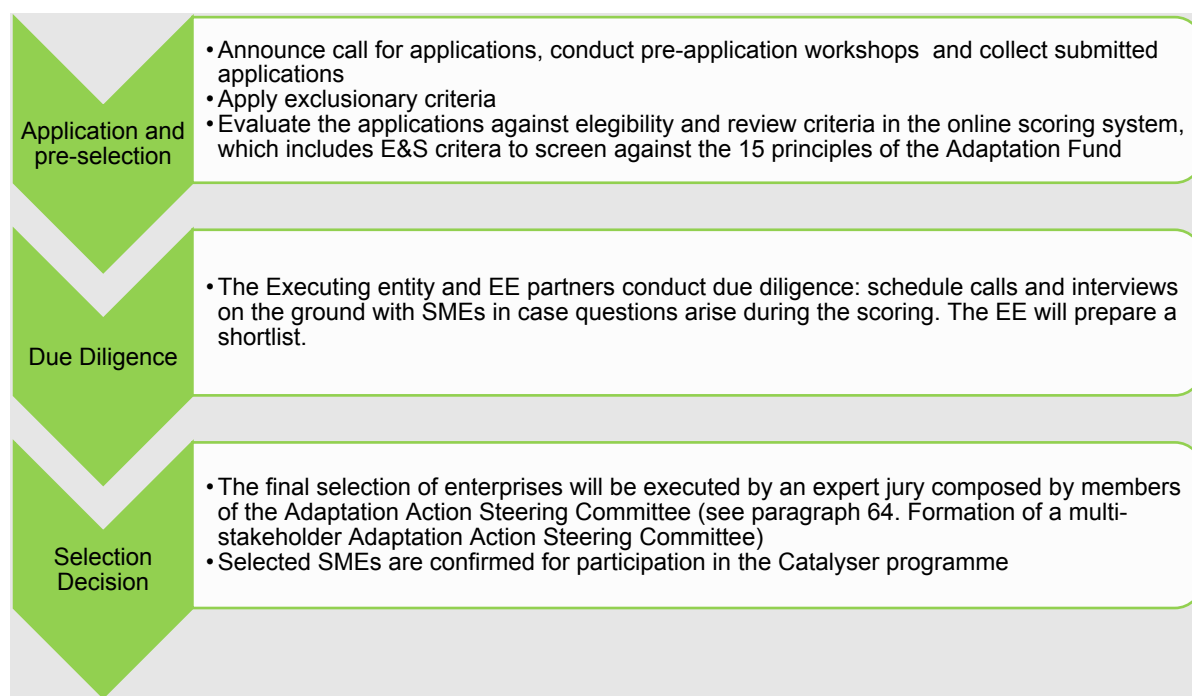 Application and
pre-selection
•Announce call for applications, conduct pre-application workshops  and collect submitted
applications
•Apply exclusionary criteria
•Evaluate the applications against elegibility and review criteria in the online scoring system,
which includes E&S critera to screen against the 15 principles of the Adaptation Fund
Due Diligence
•The Executing entity and EE partners conduct due diligence: schedule calls and interviews
on the ground with SMEs in case questions arise during the scoring. The EE will prepare a
shortlist.
Selection
Decision
•The final selection of enterprises will be executed by an expert jury composed by members
of the Adaptation Action Steering Committee (see paragraph 64. Formation of a multi-
stakeholder Adaptation Action Steering Committee)
•Selected SMEs are confirmed for participation in the Catalyser programme